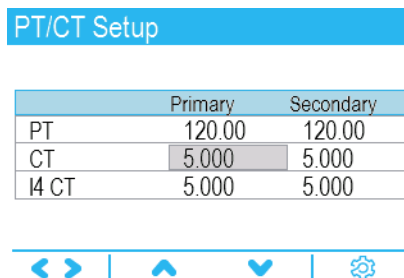 PT/CT Setup
Primary Secondary
PT 120.00 120.00
CT 5.000 5.000
I4 CT 5.000 5.000